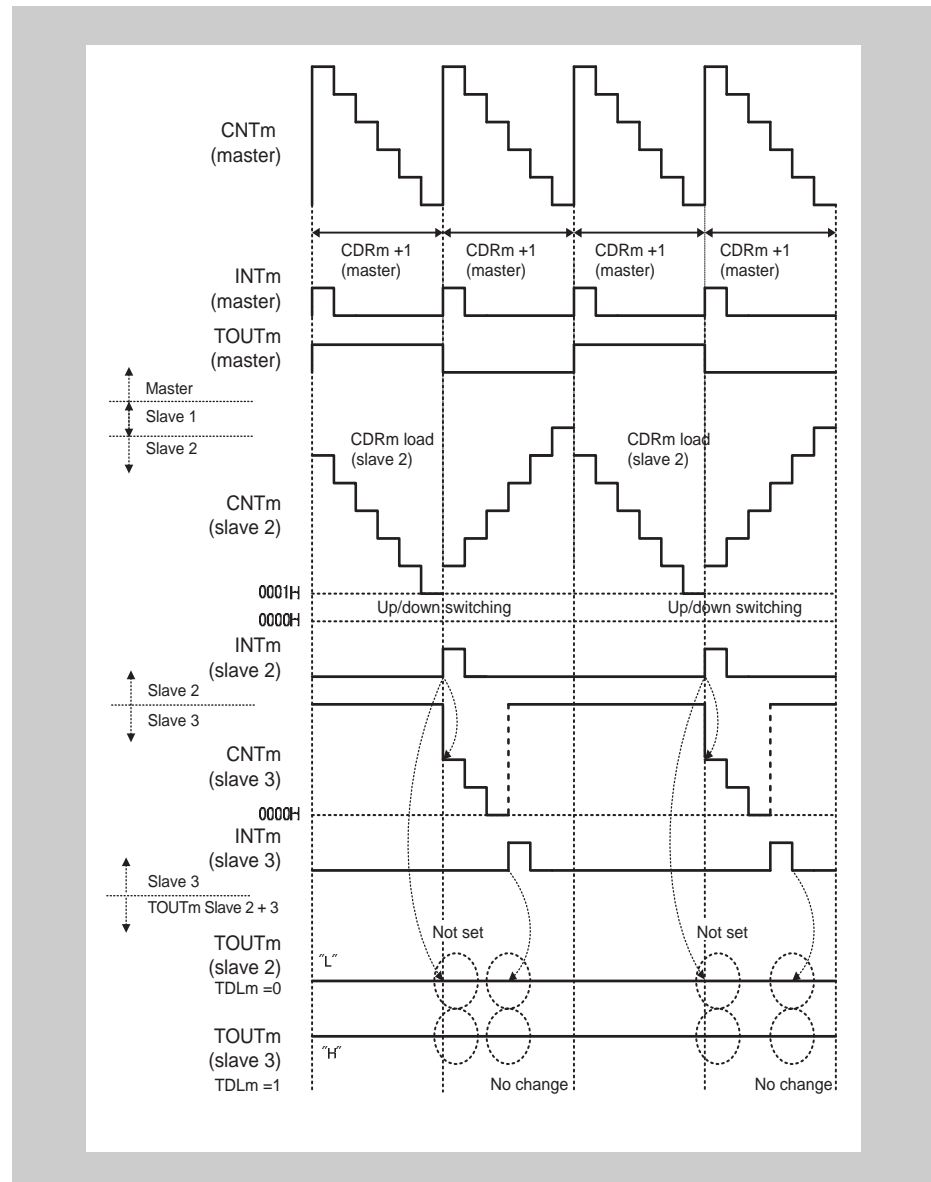 CNTm
(master)
CDRm +1
(master)
CDRm +1
(master)
CDRm +1
(master)
CDRm +1
(master)
INTm
(master)
TOUTm
(master)
Master
Slave 1
Slave 2
CDRm load
(slave 2)
CDRm load
(slave 2)
CNTm
(slave 2)
0001H
Up/down switching
Up/down switching
0000H
INTm
(slave 2)
Slave 2
Slave 3
CNTm
(slave 3)
0000H
INTm
(slave 3)
Slave 3
TOUTm Slave 2 + 3
Not set
Not set
TOUTm
(slave 2)
TDLm =0
"L"
TOUTm
(slave 3)
TDLm =1
"H"
No change
No change